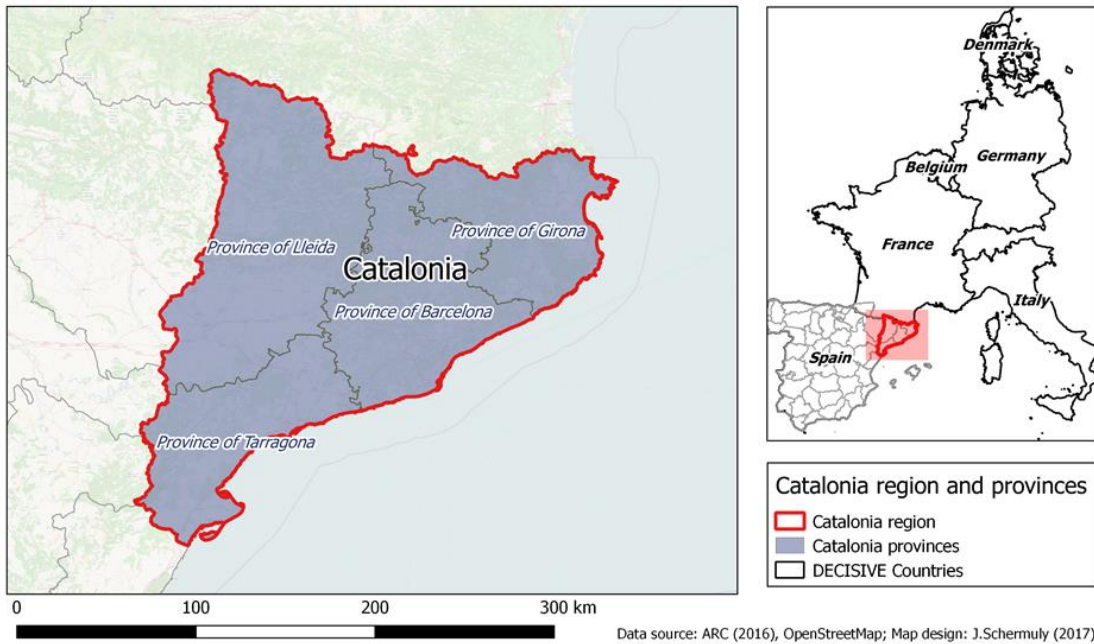 Province of Lleida
Province of Girona
Catalonia
Province of Barcelona
Province of Tarragona
0 100 200 300 km
Denmark
Germany
Belgium
France
Italy
Spain
Catalonia region and provinces
Catalonia region
Catalonia provinces
DECISIVE Countries
Data source: ARC (2016), OpenStreetMap; Map design: J.Schermuly (2017)